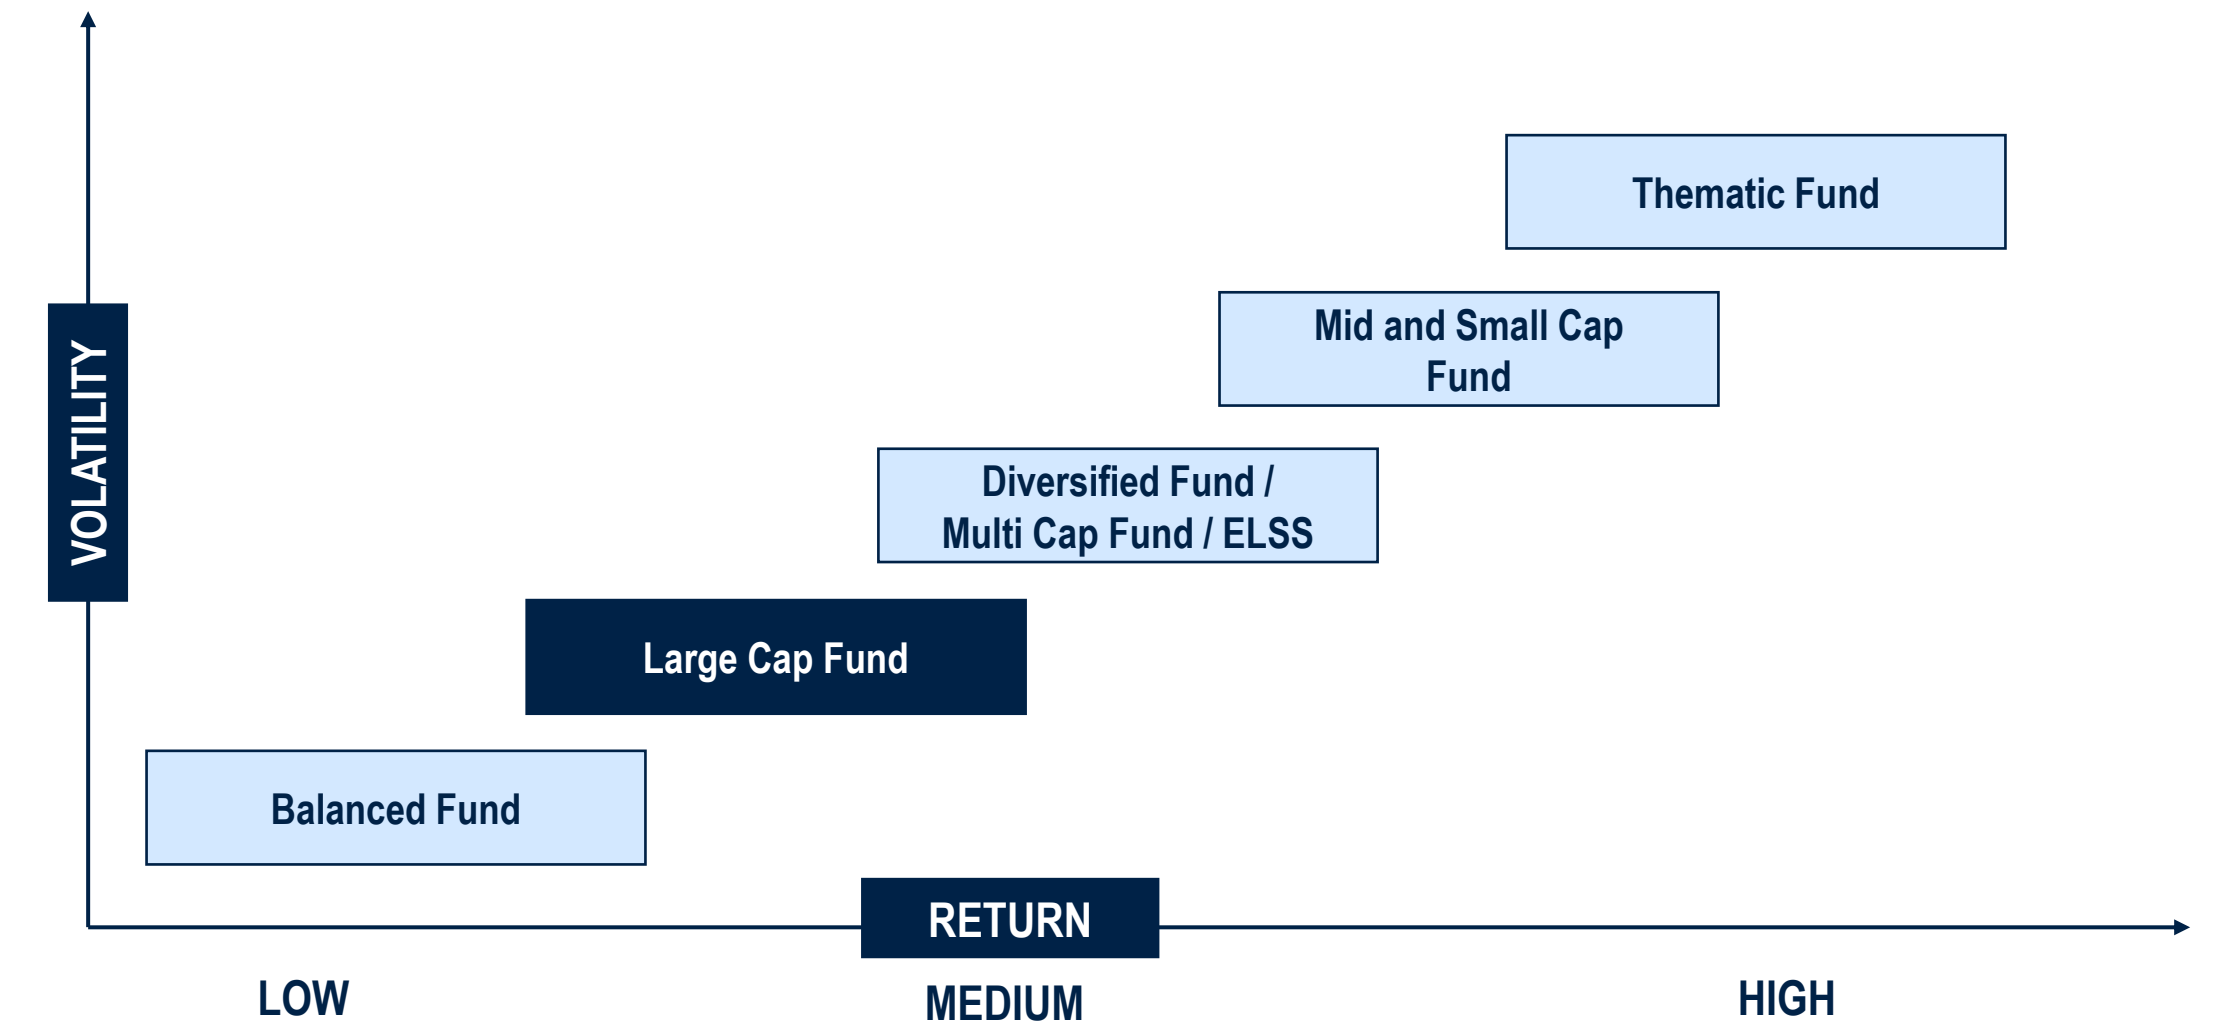 Thematic Fund
Mid and Small Cap
Fund
VOLATILITY
Diversified Fund /
Multi Cap Fund / ELSS
Large Cap Fund
Balanced Fund
RETURN
LOW
MEDIUM
HIGH